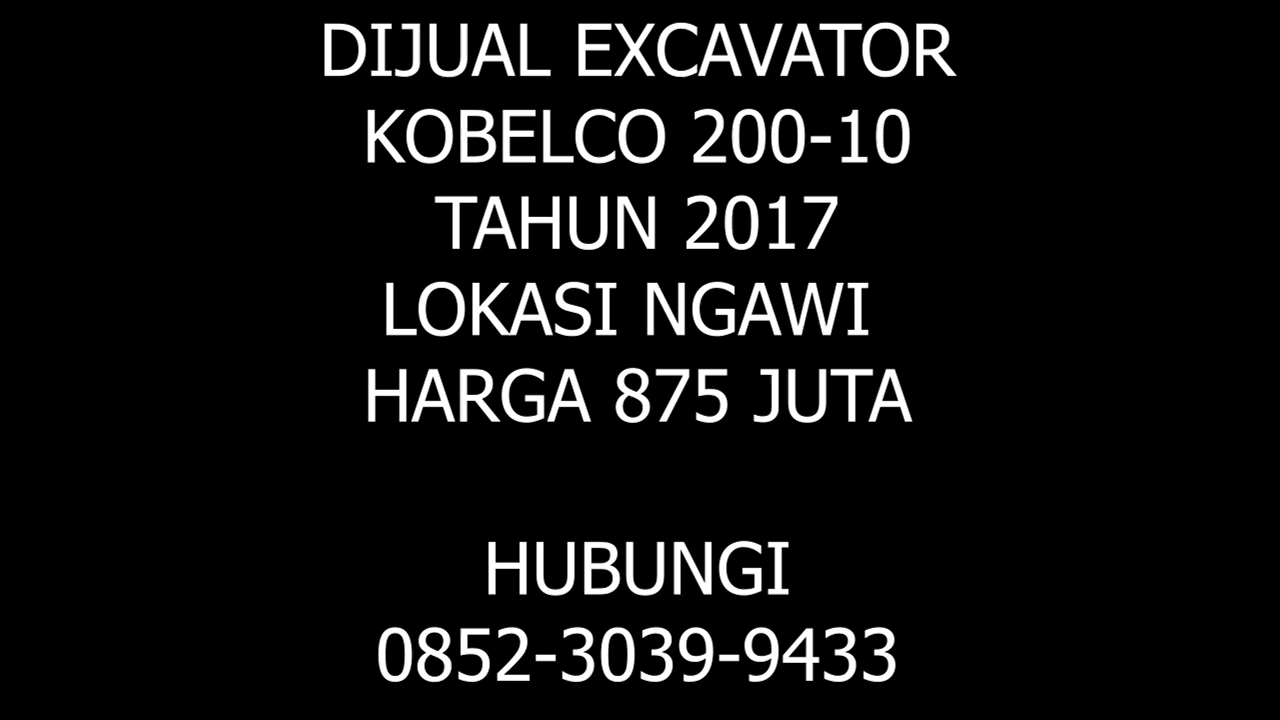 DIJUAL EXCAVATOR
KOBELCO 200-10
TAHUN 2017
LOKASI NGAWI
HARGA 875 JUTA
HUBUNGI
0852-3039-9433